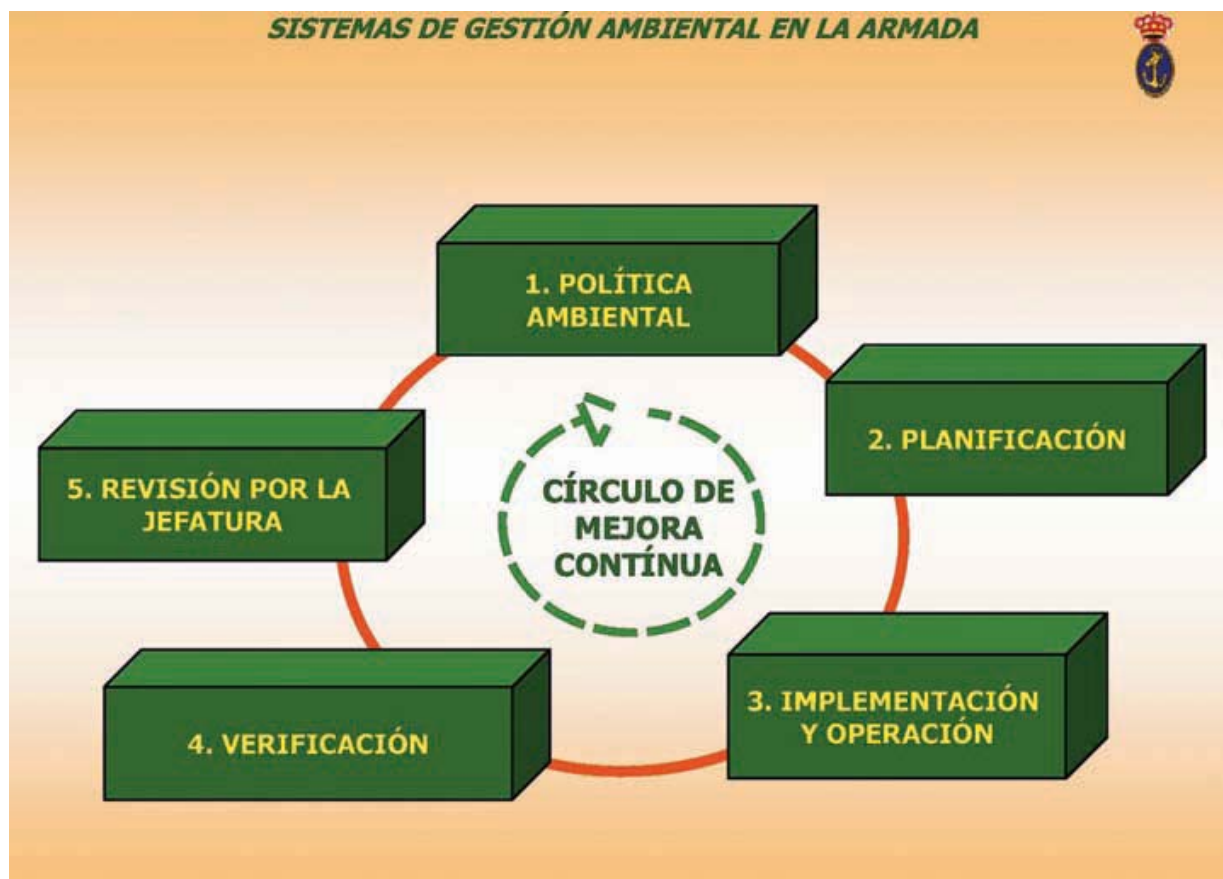 SISTEMAS DE GESTIÓN AMBIENTAL EN LA ARMADA
1. POLÍTICA
AMBIENTAL
2. PLANIFICACIÓN
3. IMPLEMENTACIÓN
Y OPERACIÓN
4. VERIFICACIÓN
5. REVISIÓN POR LA
JEFATURA
CÍRCULO DE
MEJORA
CONTÍNUA